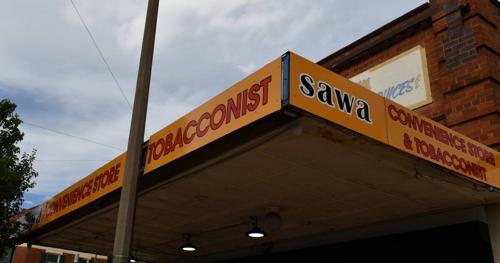 CONVENIENCE STORE
TOBACCONIST
sawa
CONVENIENCE STORE
& TOBACCONIST